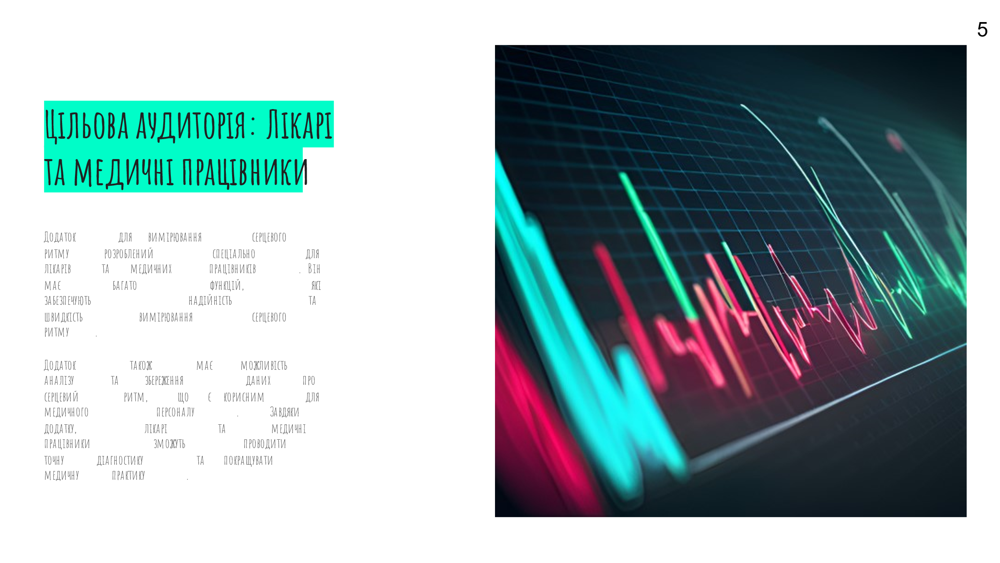 5
Цільова аудиторія: Лікарі
та медичні працівники
Додаток для вимірювання серцевого
ритму розроблений спеціально для
лікарів та медичних працівників . Він
має багато функцій, які
забезпечують надійність та
швидкість вимірювання серцевого
ритму .
Додаток також має можливість
аналізу та збереження даних про
серцевий ритм, що є корисним для
медичного персоналу . Завдяки
додатку, лікарі та медичні
працівники зможуть проводити
точну діагностику та покращувати
медичну практику .